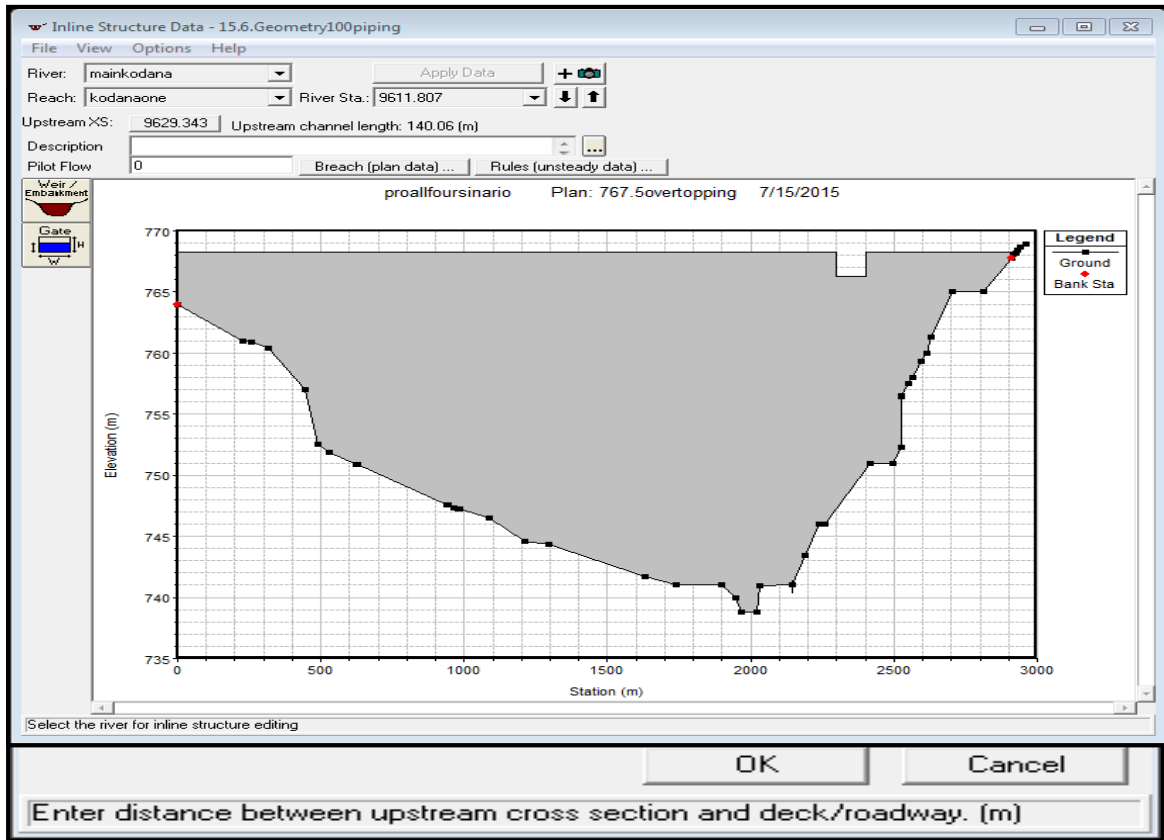 Inline Structure Data - 15.6.Geometry100piping
File View Options Help
River: mainkodana Apply Data
Reach: kodanaone River Sta.: 9611.807
Upstream XS: 9629.343 Upstream channel length: 140.06 (m)
Description ...
Pilot Flow 0 Breach (plan data) ... Rules (unsteady data) ...
Weir / Embankment
Gate
H
W
proallfoursinario Plan: 767.5overtopping 7/15/2015
770
765
760
755
750
745
740
735
Elevation (m)
0 500 1000 1500 2000 2500 3000
Station (m)
Legend
Ground
Bank Sta
Select the river for inline structure editing
OK Cancel
Enter distance between upstream cross section and deck/roadway. (m)